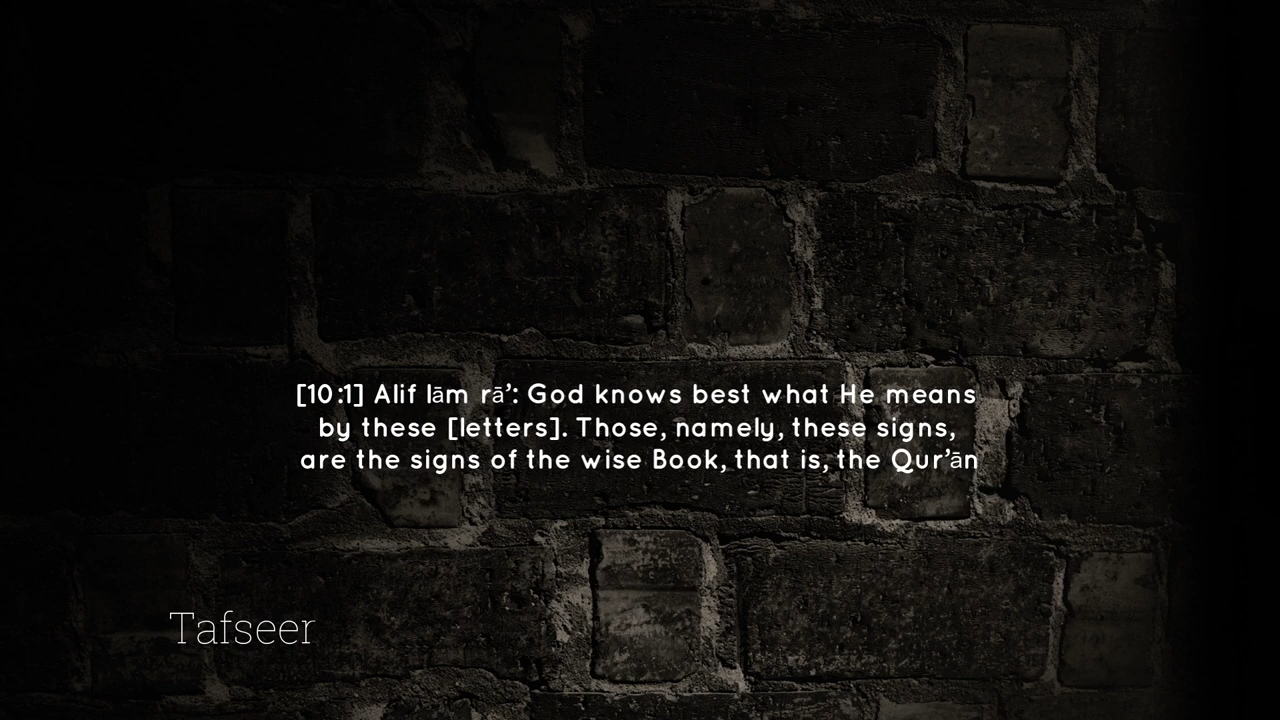 [10:1] Alif lām rā’: God knows best what He means
by these [letters]. Those, namely, these signs,
are the signs of the wise Book, that is, the Qur’ān
Tafseer